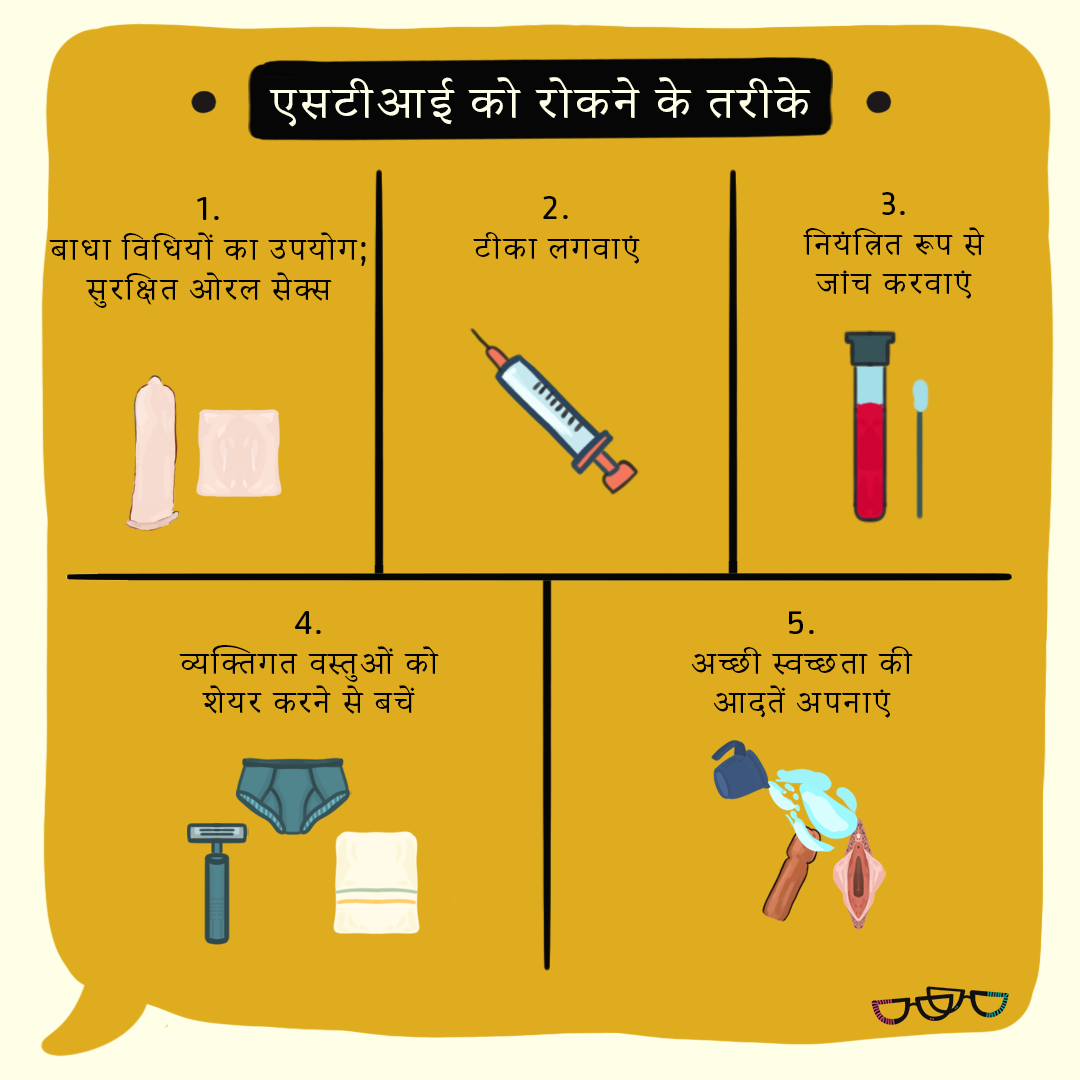 एसटीआई को रोकने के तरीके
1.
बाधा विधियों का उपयोग;
सुरक्षित ओरल सेक्स
2.
टीका लगवाएं
3.
नियंत्रित रूप से
जांच करवाएं
4.
व्यक्तिगत वस्तुओं को
शेयर करने से बचें
5.
अच्छी स्वच्छता की
आदतें अपनाएं